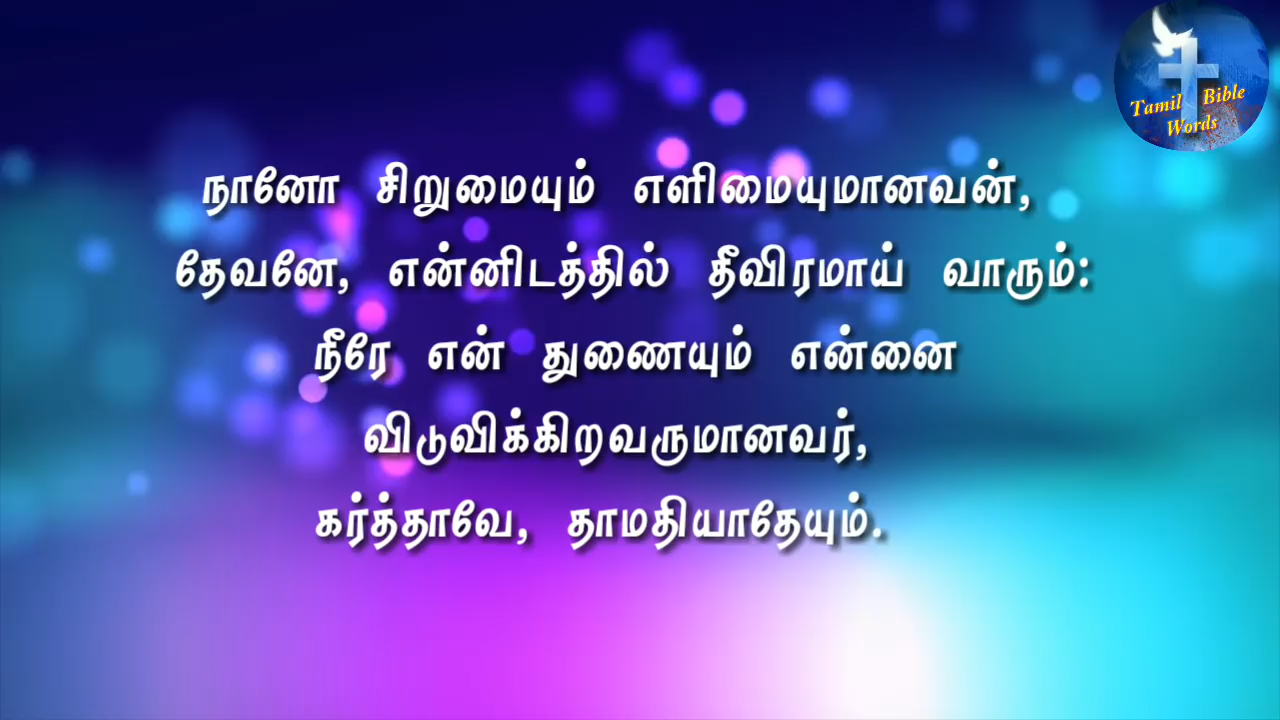 நானோ சிறுமையும் எளிமையுமானவன்,
தேவனே, என்னிடத்தில் தீவிரமாய் வாரும்:
நீரே என் துணையும் என்னை
விடுவிக்கிறவருமானவர்,
கர்த்தாவே, தாமதியாதேயும்.
Tamil Bible
Words